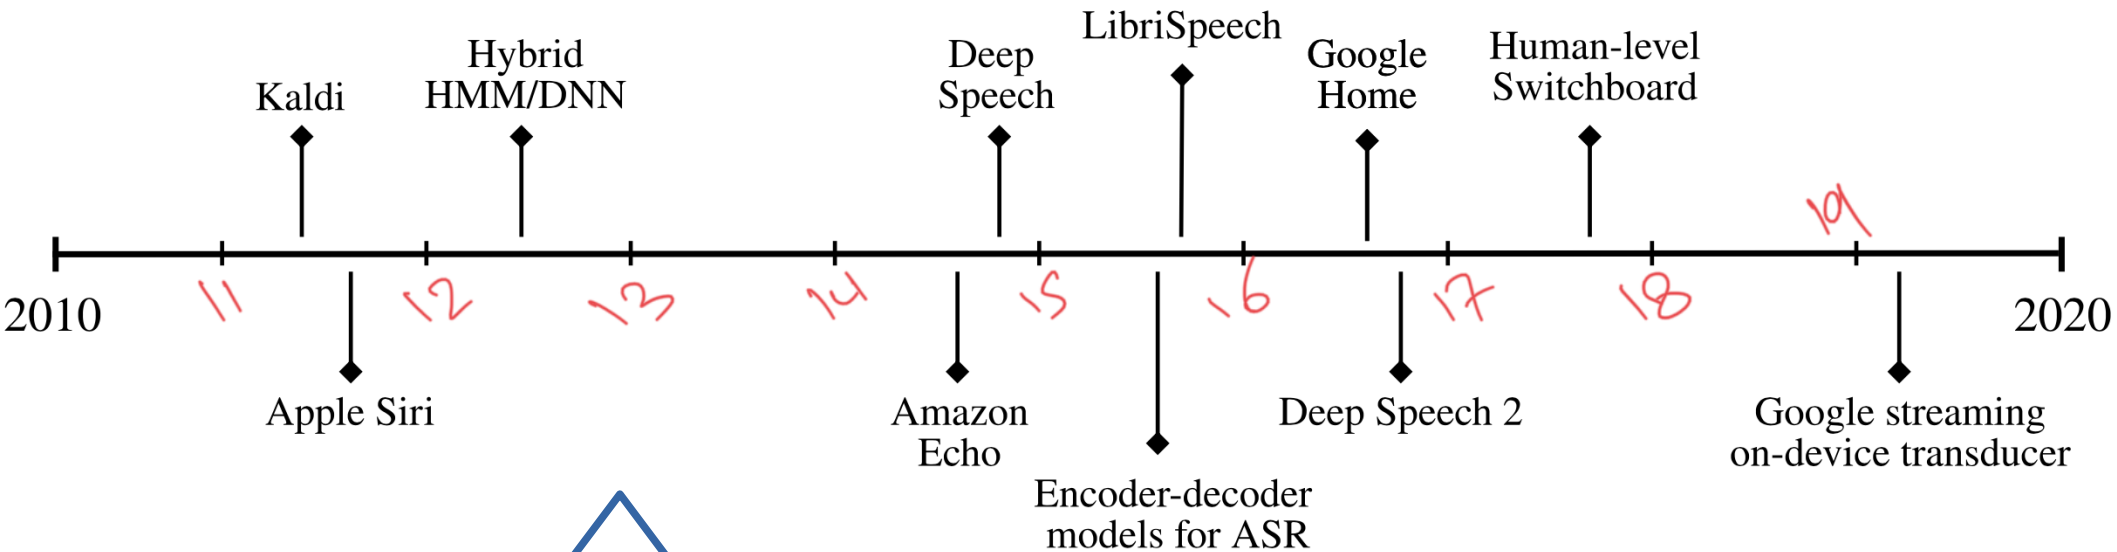 Kaldi
Hybrid
HMM/DNN
Deep
Speech
LibriSpeech
Google
Home
Human-level
Switchboard
2010
11
12
13
14
15
16
17
18
19
2020
Apple Siri
Amazon
Echo
Encoder-decoder
models for ASR
Deep Speech 2
Google streaming
on-device transducer